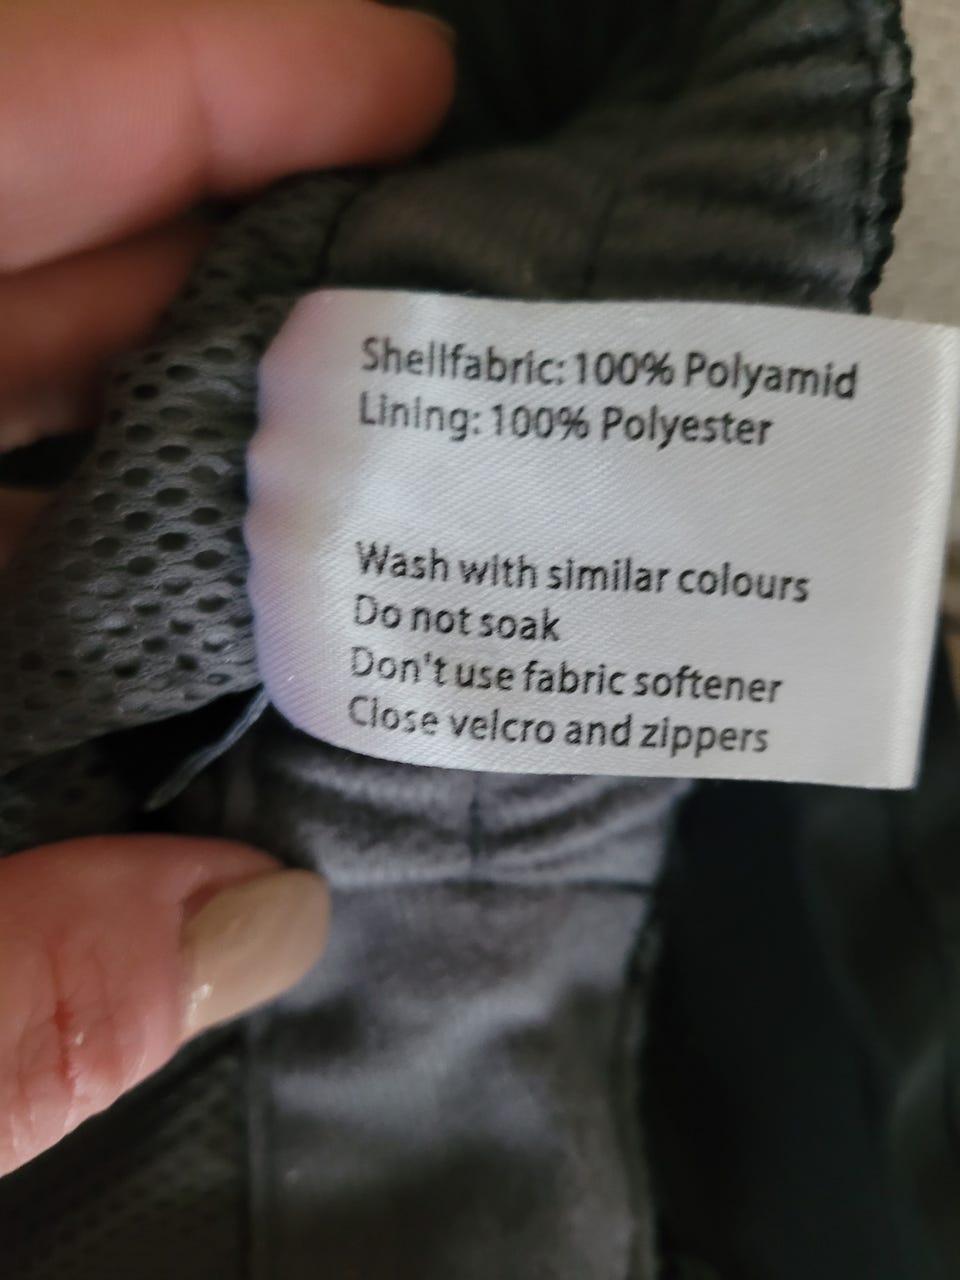 Shellfabric: 100% Polyamid
Lining: 100% Polyester
Wash with similar colours
Do not soak
Don't use fabric softener
Close velcro and zippers